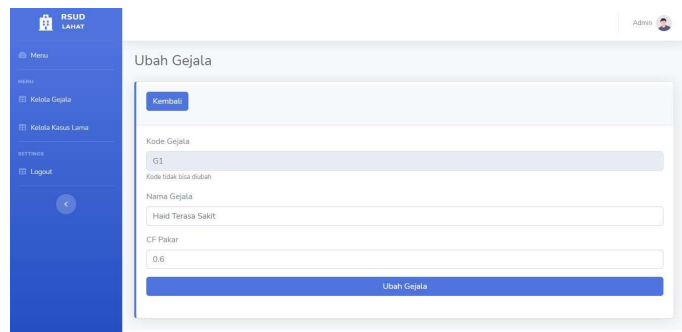 RSUD
LAHAT
Admin
Menu
Ubah Gejala
MENU
Kelola Gejala
Kembali
Kelola Kasus Lama
Kode Gejala
SETTINGS
G1
Logout
Kode tidak bisa diubah
Nama Gejala
Haid Terasa Sakit
CF Pakar
0.6
Ubah Gejala